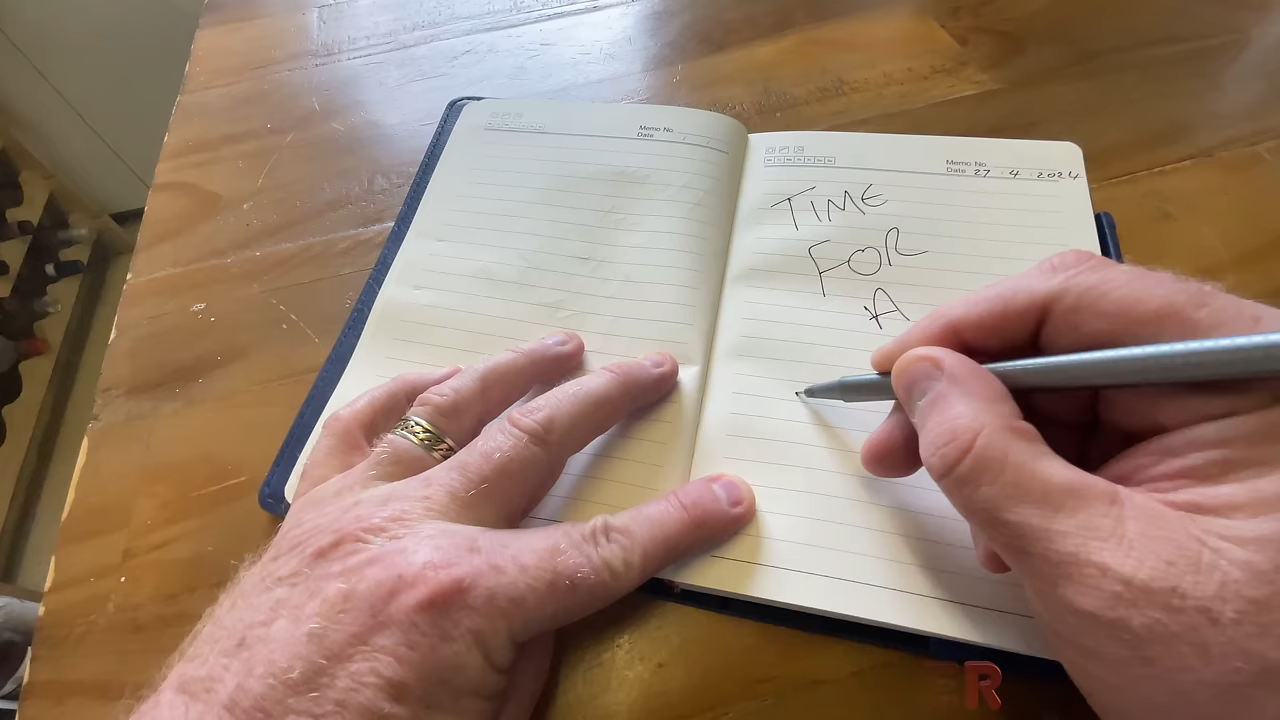 Memo No.
Date
Memo No.
Date 27 / 4 / 2024
TIME
FOR
A
R